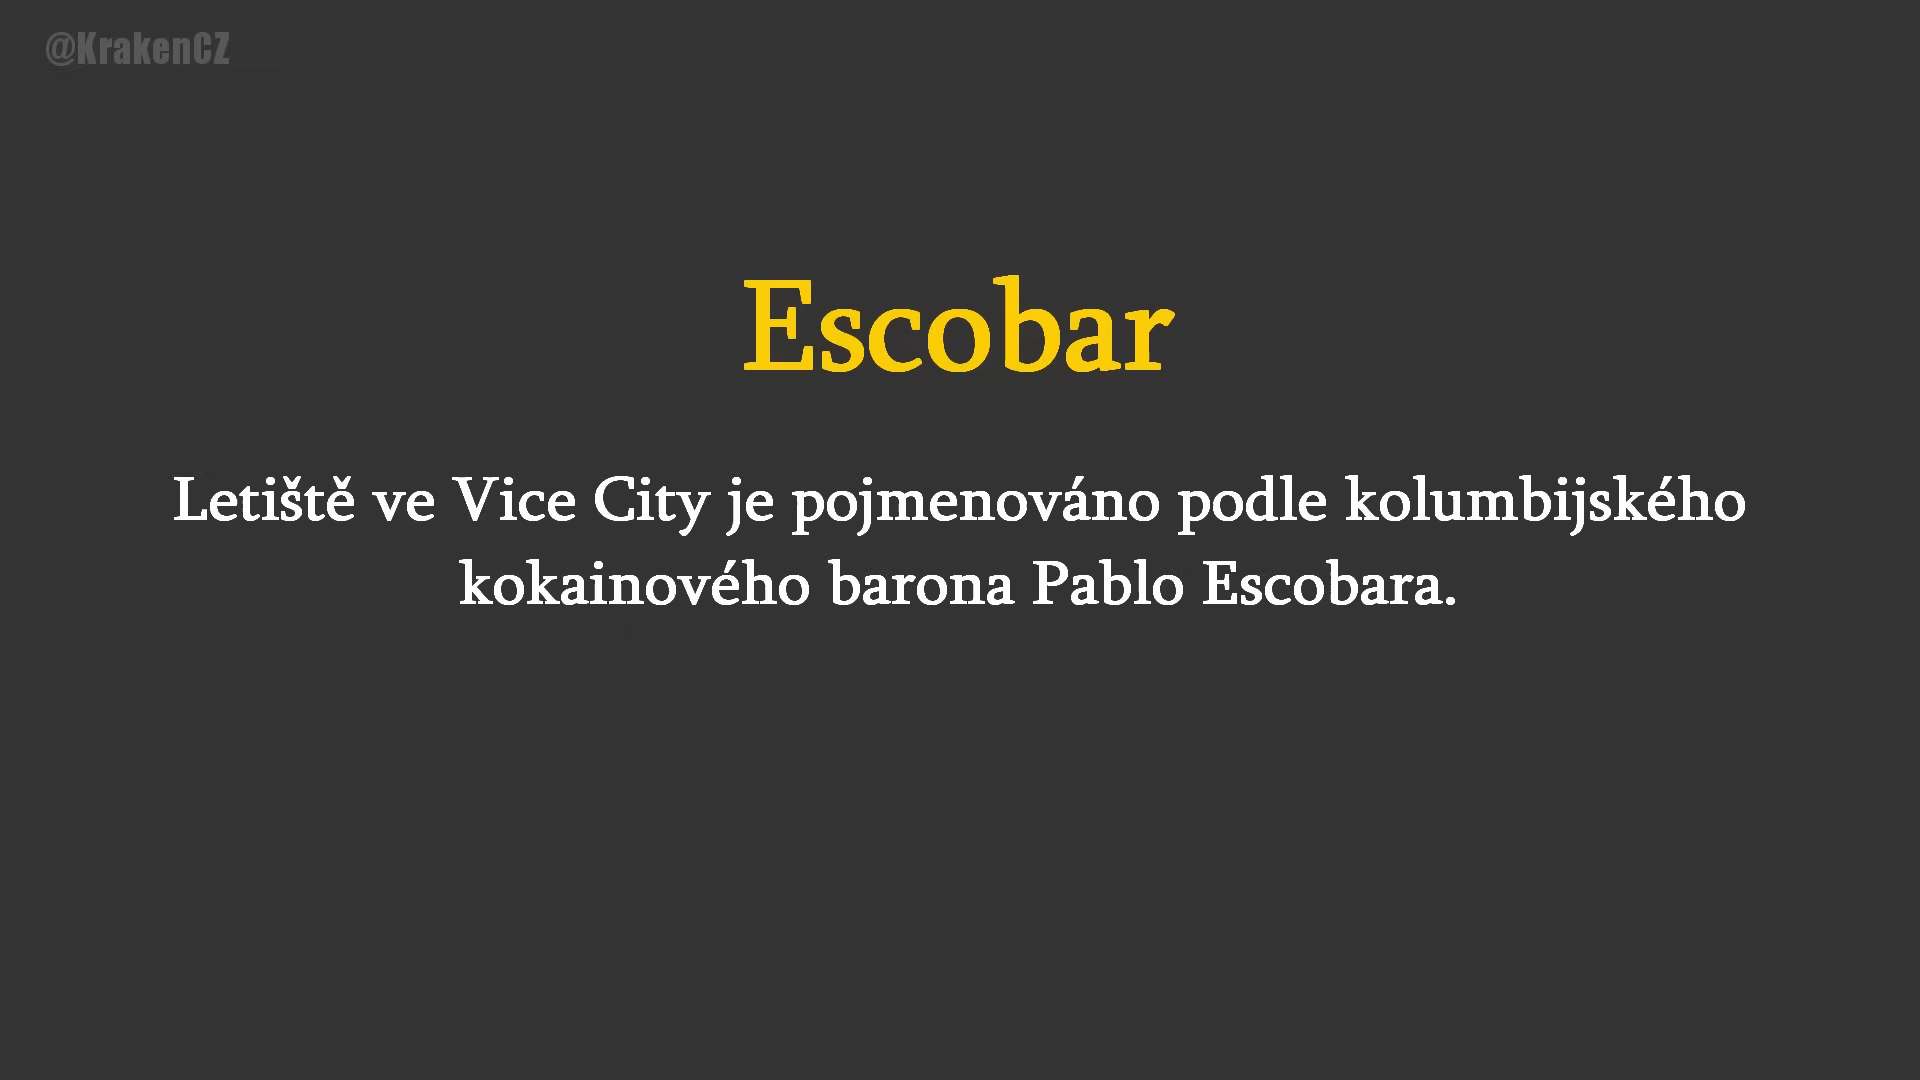 @KrakenCZ
Escobar
Letiště ve Vice City je pojmenováno podle kolumbijského
kokainového barona Pablo Escobara.